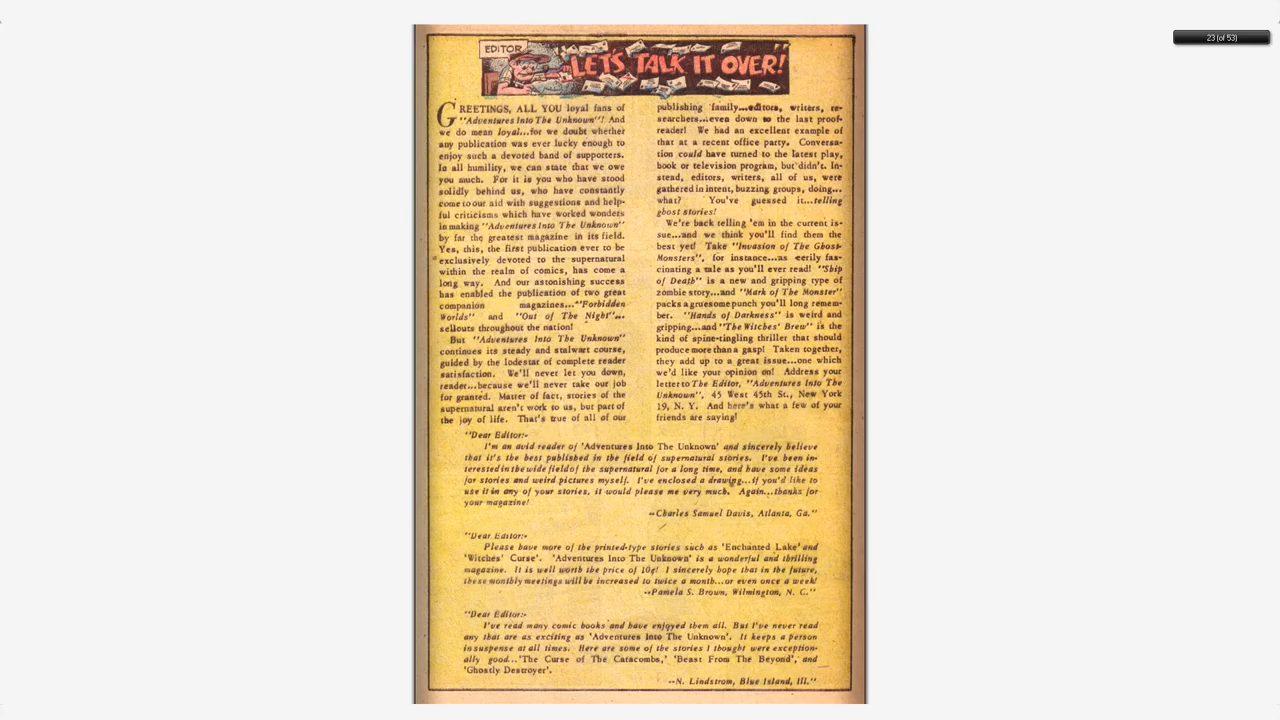 23 (of 53)
EDITOR
LET'S TALK IT OVER!
GREETINGS, ALL YOU loyal fans of
"Adventures Into The Unknown"! And
we do mean loyal...for we doubt whether
any publication was ever lucky enough to
enjoy such a devoted band of supporters.
In all humility, we can state that we owe
you much. For it is you who have stood
solidly behind us, who have constantly
come to our aid with suggestions and help-
ful criticisms which have worked wonders
in making "Adventures Into The Unknown"
by far the greatest magazine in its field.
Yes, this, the first publication ever to be
exclusively devoted to the supernatural
within the realm of comics, has come a
long way. And our astonishing success
has enabled the publication of two great
companion magazines..."Forbidden
Worlds" and "Out of The Night"...
sellouts throughout the nation!
But "Adventures Into The Unknown"
continues its steady and stalwart course,
guided by the lodestar of complete reader
satisfaction. We'll never let you down,
reader...because we'll never take our job
for granted. Matter of fact, stories of the
supernatural aren't work to us, but part of
the joy of life. That's true of all of our
publishing family...editors, writers, re-
searchers...even down to the last proof-
reader! We had an excellent example of
that at a recent office party. Conversa-
tion could have turned to the latest play,
book or television program, but didn't. In-
stead, editors, writers, all of us, were
gathered in intent, buzzing groups, doing...
what? You've guessed it...telling
ghost stories!
We're back telling 'em in the current is-
sue...and we think you'll find them the
best yet! Take "Invasion of The Ghost-
Monsters", for instance...as eerily fas-
cinating a tale as you'll ever read! "Ship
of Death" is a new and gripping type of
zombie story...and "Mark of The Monster"
packs a gruesome punch you'll long remem-
ber. "Hands of Darkness" is weird and
gripping...and "The Witches' Brew" is the
kind of spine-tingling thriller that should
produce more than a gasp! Taken together,
they add up to a great issue...one which
we'd like your opinion on! Address your
letter to The Editor, "Adventures Into The
Unknown", 45 West 45th St., New York
19, N. Y. And here's what a few of your
friends are saying!
"Dear Editor:-
I'm an avid reader of 'Adventures Into The Unknown' and sincerely believe
that it's the best published in the field of supernatural stories. I've been in-
terested in the wide field of the supernatural for a long time, and have some ideas
for stories and weird pictures myself. I've enclosed a drawing...if you'd like to
use it in any of your stories, it would please me very much. Again...thanks for
your magazine!
--Charles Samuel Davis, Atlanta, Ga."
"Dear Editor:-
Please have more of the printed-type stories such as 'Enchanted Lake' and
'Witches' Curse'. 'Adventures Into The Unknown' is a wonderful and thrilling
magazine. It is well worth the price of 10¢! I sincerely hope that in the future,
these monthly meetings will be increased to twice a month...or even once a week!
--Pamela S. Brown, Wilmington, N. C."
"Dear Editor:-
I've read many comic books and have enjoyed them all. But I've never read
any that are as exciting as 'Adventures Into The Unknown'. It keeps a person
in suspense at all times. Here are some of the stories I thought were exception-
ally good...'The Curse of The Catacombs,' 'Beast From The Beyond', and
'Ghostly Destroyer'.
--N. Lindstrom, Blue Island, Ill."